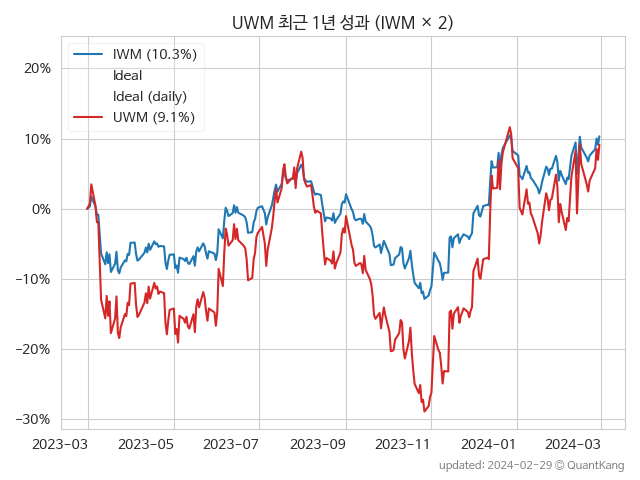 UWM 최근 1년 성과 (IWM × 2)
IWM (10.3%)
Ideal
Ideal (daily)
UWM (9.1%)
20%
10%
0%
−10%
−20%
−30%
2023-03 2023-05 2023-07 2023-09 2023-11 2024-01 2024-03
updated: 2024-02-29 © QuantKang